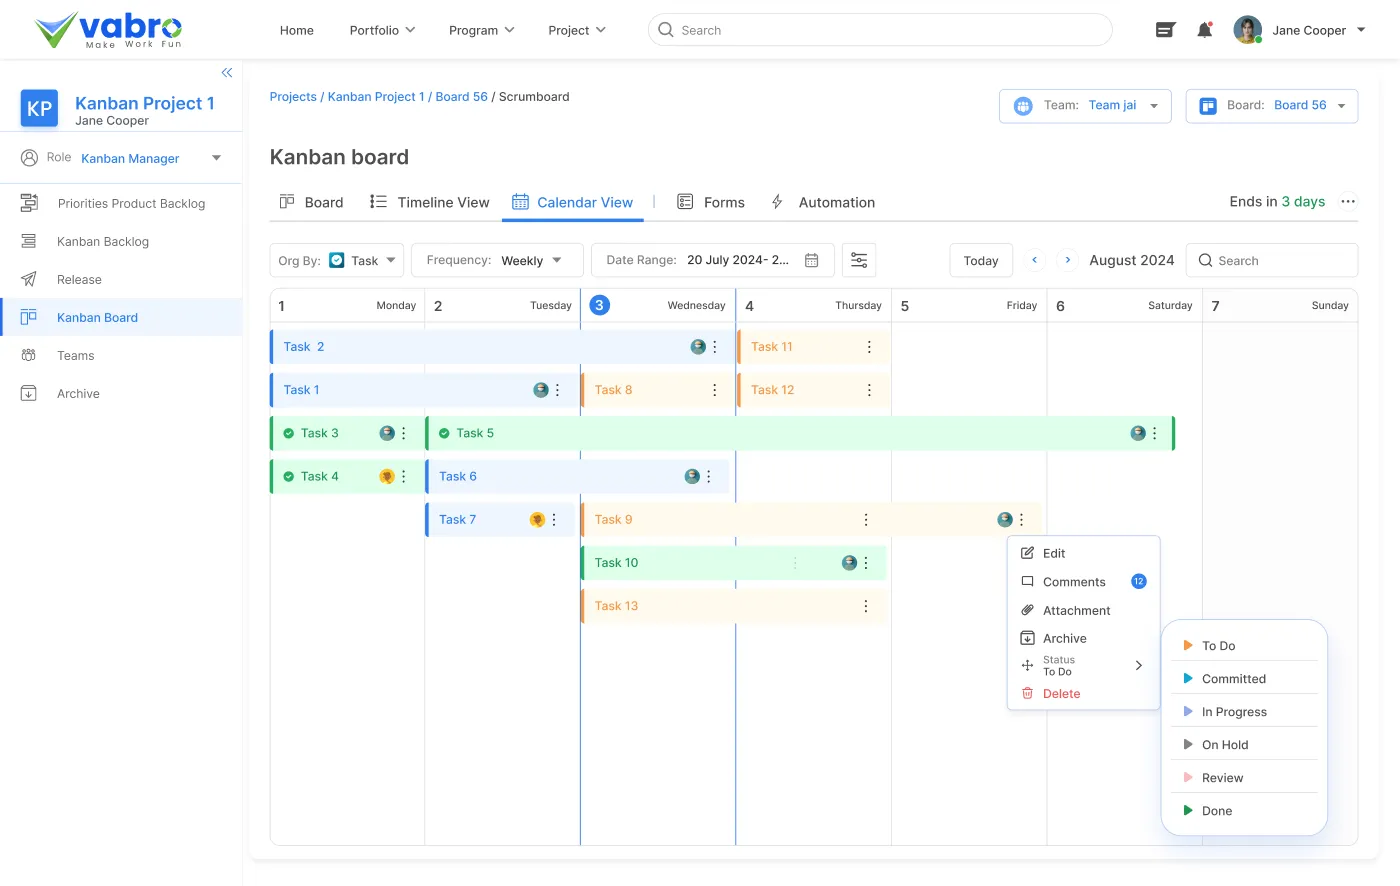 vabro
Make Work Fun
Home Portfolio Program Project Search Jane Cooper
KP Kanban Project 1
Jane Cooper
Role Kanban Manager
Priorities Product Backlog
Kanban Backlog
Release
Kanban Board
Teams
Archive
Projects / Kanban Project 1 / Board 56 / Scrumboard
Team: Team jai Board: Board 56
Kanban board
Board Timeline View Calendar View | Forms Automation Ends in 3 days
Org By: Task Frequency: Weekly Date Range: 20 July 2024- 2... Today < > August 2024 Search
1 Monday 2 Tuesday 3 Wednesday 4 Thursday 5 Friday 6 Saturday 7 Sunday
Task 2 Task 11
Task 1 Task 8 Task 12
Task 3 Task 5
Task 4 Task 6
Task 7 Task 9
Task 10
Task 13
Edit
Comments 12
Attachment
Archive
Status
To Do
Delete
To Do
Committed
In Progress
On Hold
Review
Done